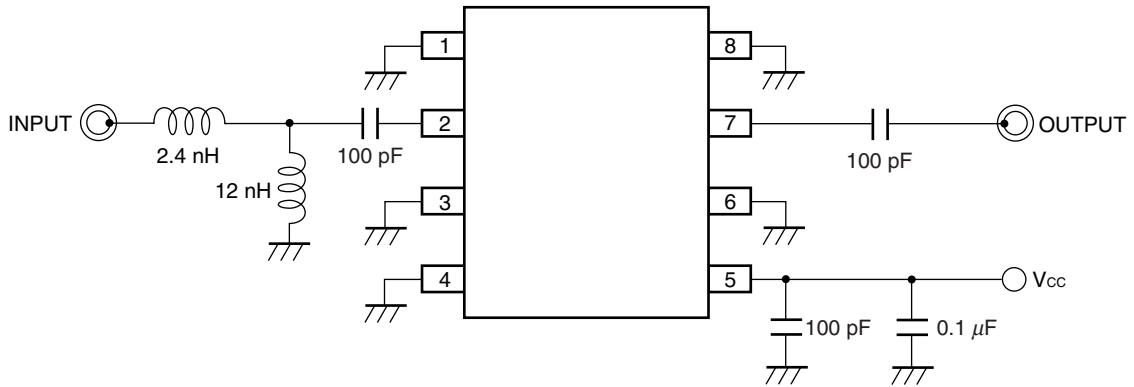 1
8
INPUT
2
7
OUTPUT
2.4 nH
100 pF
100 pF
12 nH
3
6
4
5
Vcc
100 pF
0.1 μF